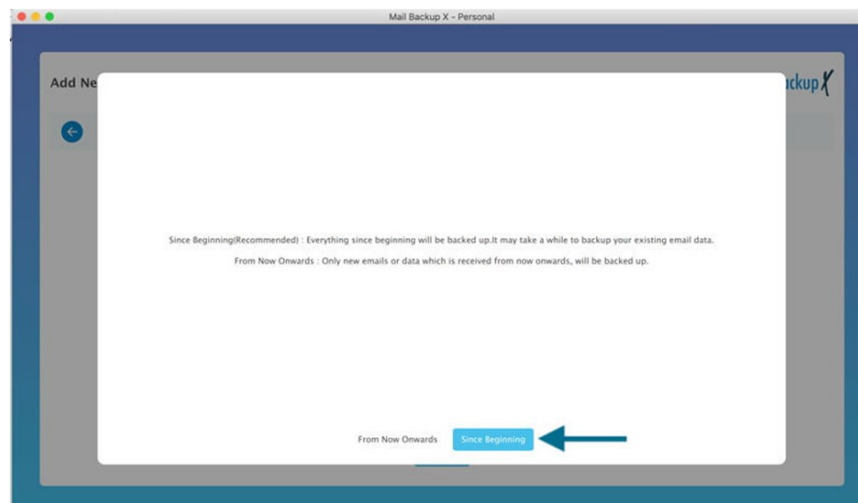 Mail Backup X - Personal
Add Ne
ackup X
Since Beginning(Recommended) : Everything since beginning will be backed up.It may take a while to backup your existing email data.
From Now Onwards : Only new emails or data which is received from now onwards, will be backed up.
From Now Onwards
Since Beginning